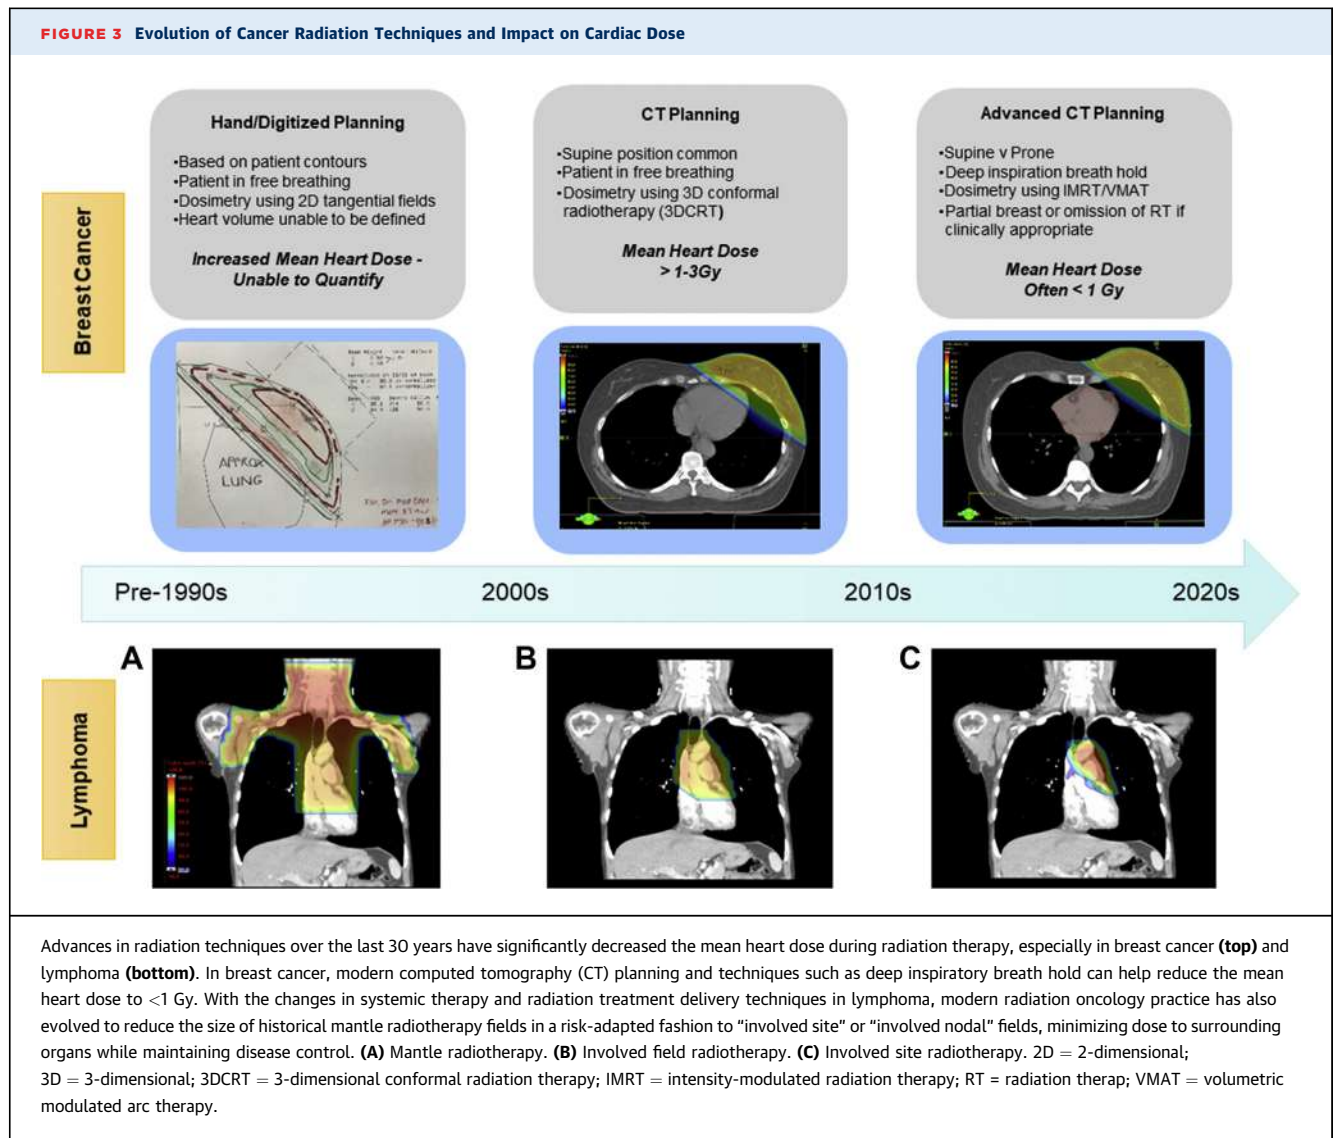 FIGURE 3 Evolution of Cancer Radiation Techniques and Impact on Cardiac Dose
Breast Cancer
Hand/Digitized Planning
•Based on patient contours
•Patient in free breathing
•Dosimetry using 2D tangential fields
•Heart volume unable to be defined
Increased Mean Heart Dose -
Unable to Quantify
CT Planning
•Supine position common
•Patient in free breathing
•Dosimetry using 3D conformal
radiotherapy (3DCRT)
Mean Heart Dose
> 1-3Gy
Advanced CT Planning
•Supine v Prone
•Deep inspiration breath hold
•Dosimetry using IMRT/VMAT
•Partial breast or omission of RT if
clinically appropriate
Mean Heart Dose
Often < 1 Gy
APPROX
LUNG
Pre-1990s 2000s 2010s 2020s
Lymphoma
A
B
C
Advances in radiation techniques over the last 30 years have significantly decreased the mean heart dose during radiation therapy, especially in breast cancer (top) and
lymphoma (bottom). In breast cancer, modern computed tomography (CT) planning and techniques such as deep inspiratory breath hold can help reduce the mean
heart dose to <1 Gy. With the changes in systemic therapy and radiation treatment delivery techniques in lymphoma, modern radiation oncology practice has also
evolved to reduce the size of historical mantle radiotherapy fields in a risk-adapted fashion to “involved site” or “involved nodal” fields, minimizing dose to surrounding
organs while maintaining disease control. (A) Mantle radiotherapy. (B) Involved field radiotherapy. (C) Involved site radiotherapy. 2D = 2-dimensional;
3D = 3-dimensional; 3DCRT = 3-dimensional conformal radiation therapy; IMRT = intensity-modulated radiation therapy; RT = radiation therap; VMAT = volumetric
modulated arc therapy.